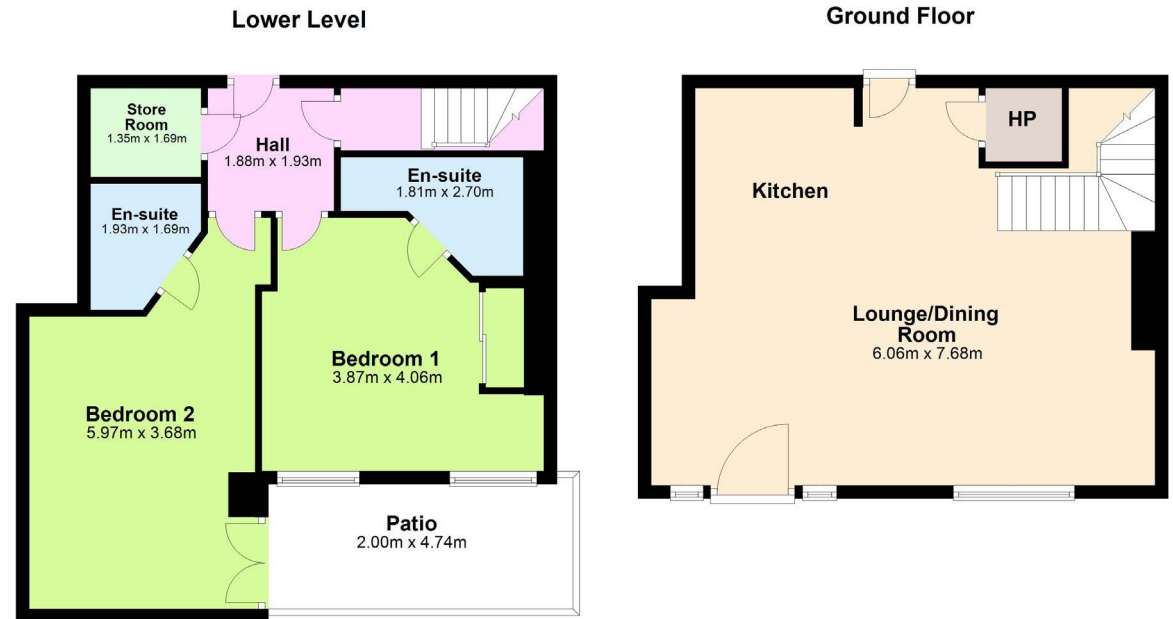 Lower Level
Store
Room
1.35m x 1.69m
Hall
1.88m x 1.93m
En-suite
1.81m x 2.70m
En-suite
1.93m x 1.69m
Bedroom 1
3.87m x 4.06m
Bedroom 2
5.97m x 3.68m
Patio
2.00m x 4.74m
Ground Floor
HP
Kitchen
Lounge/Dining
Room
6.06m x 7.68m